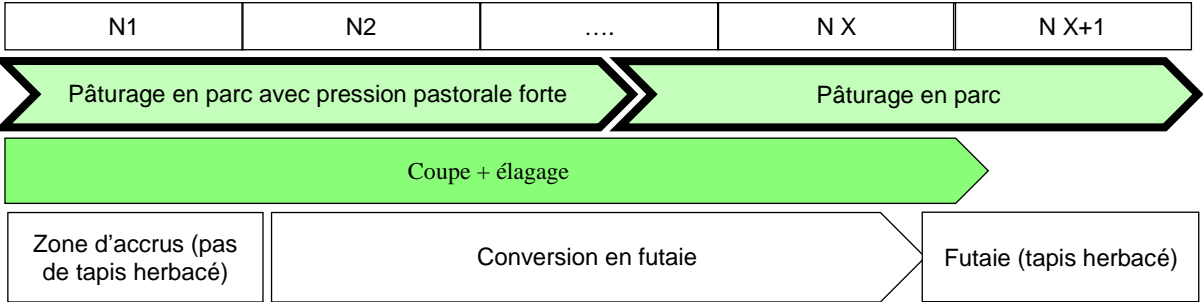 N1
N2
….
N X
N X+1
Pâturage en parc avec pression pastorale forte
Pâturage en parc
Coupe + élagage
Zone d’accrus (pas
de tapis herbacé)
Conversion en futaie
Futaie (tapis herbacé)